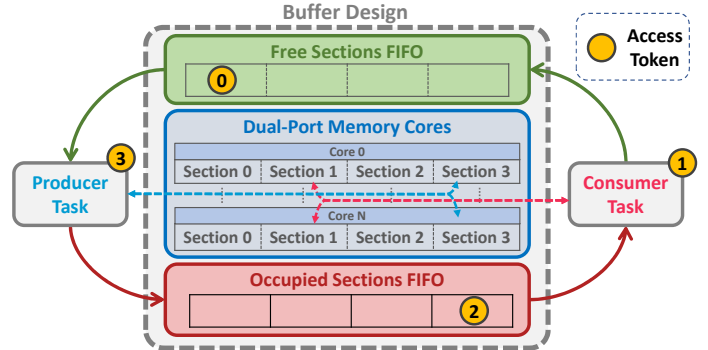 Buffer Design
Free Sections FIFO
0
Access
Token
Dual-Port Memory Cores
Core 0
Section 0 Section 1 Section 2 Section 3
Core N
Section 0 Section 1 Section 2 Section 3
3
Producer
Task
1
Consumer
Task
Occupied Sections FIFO
2